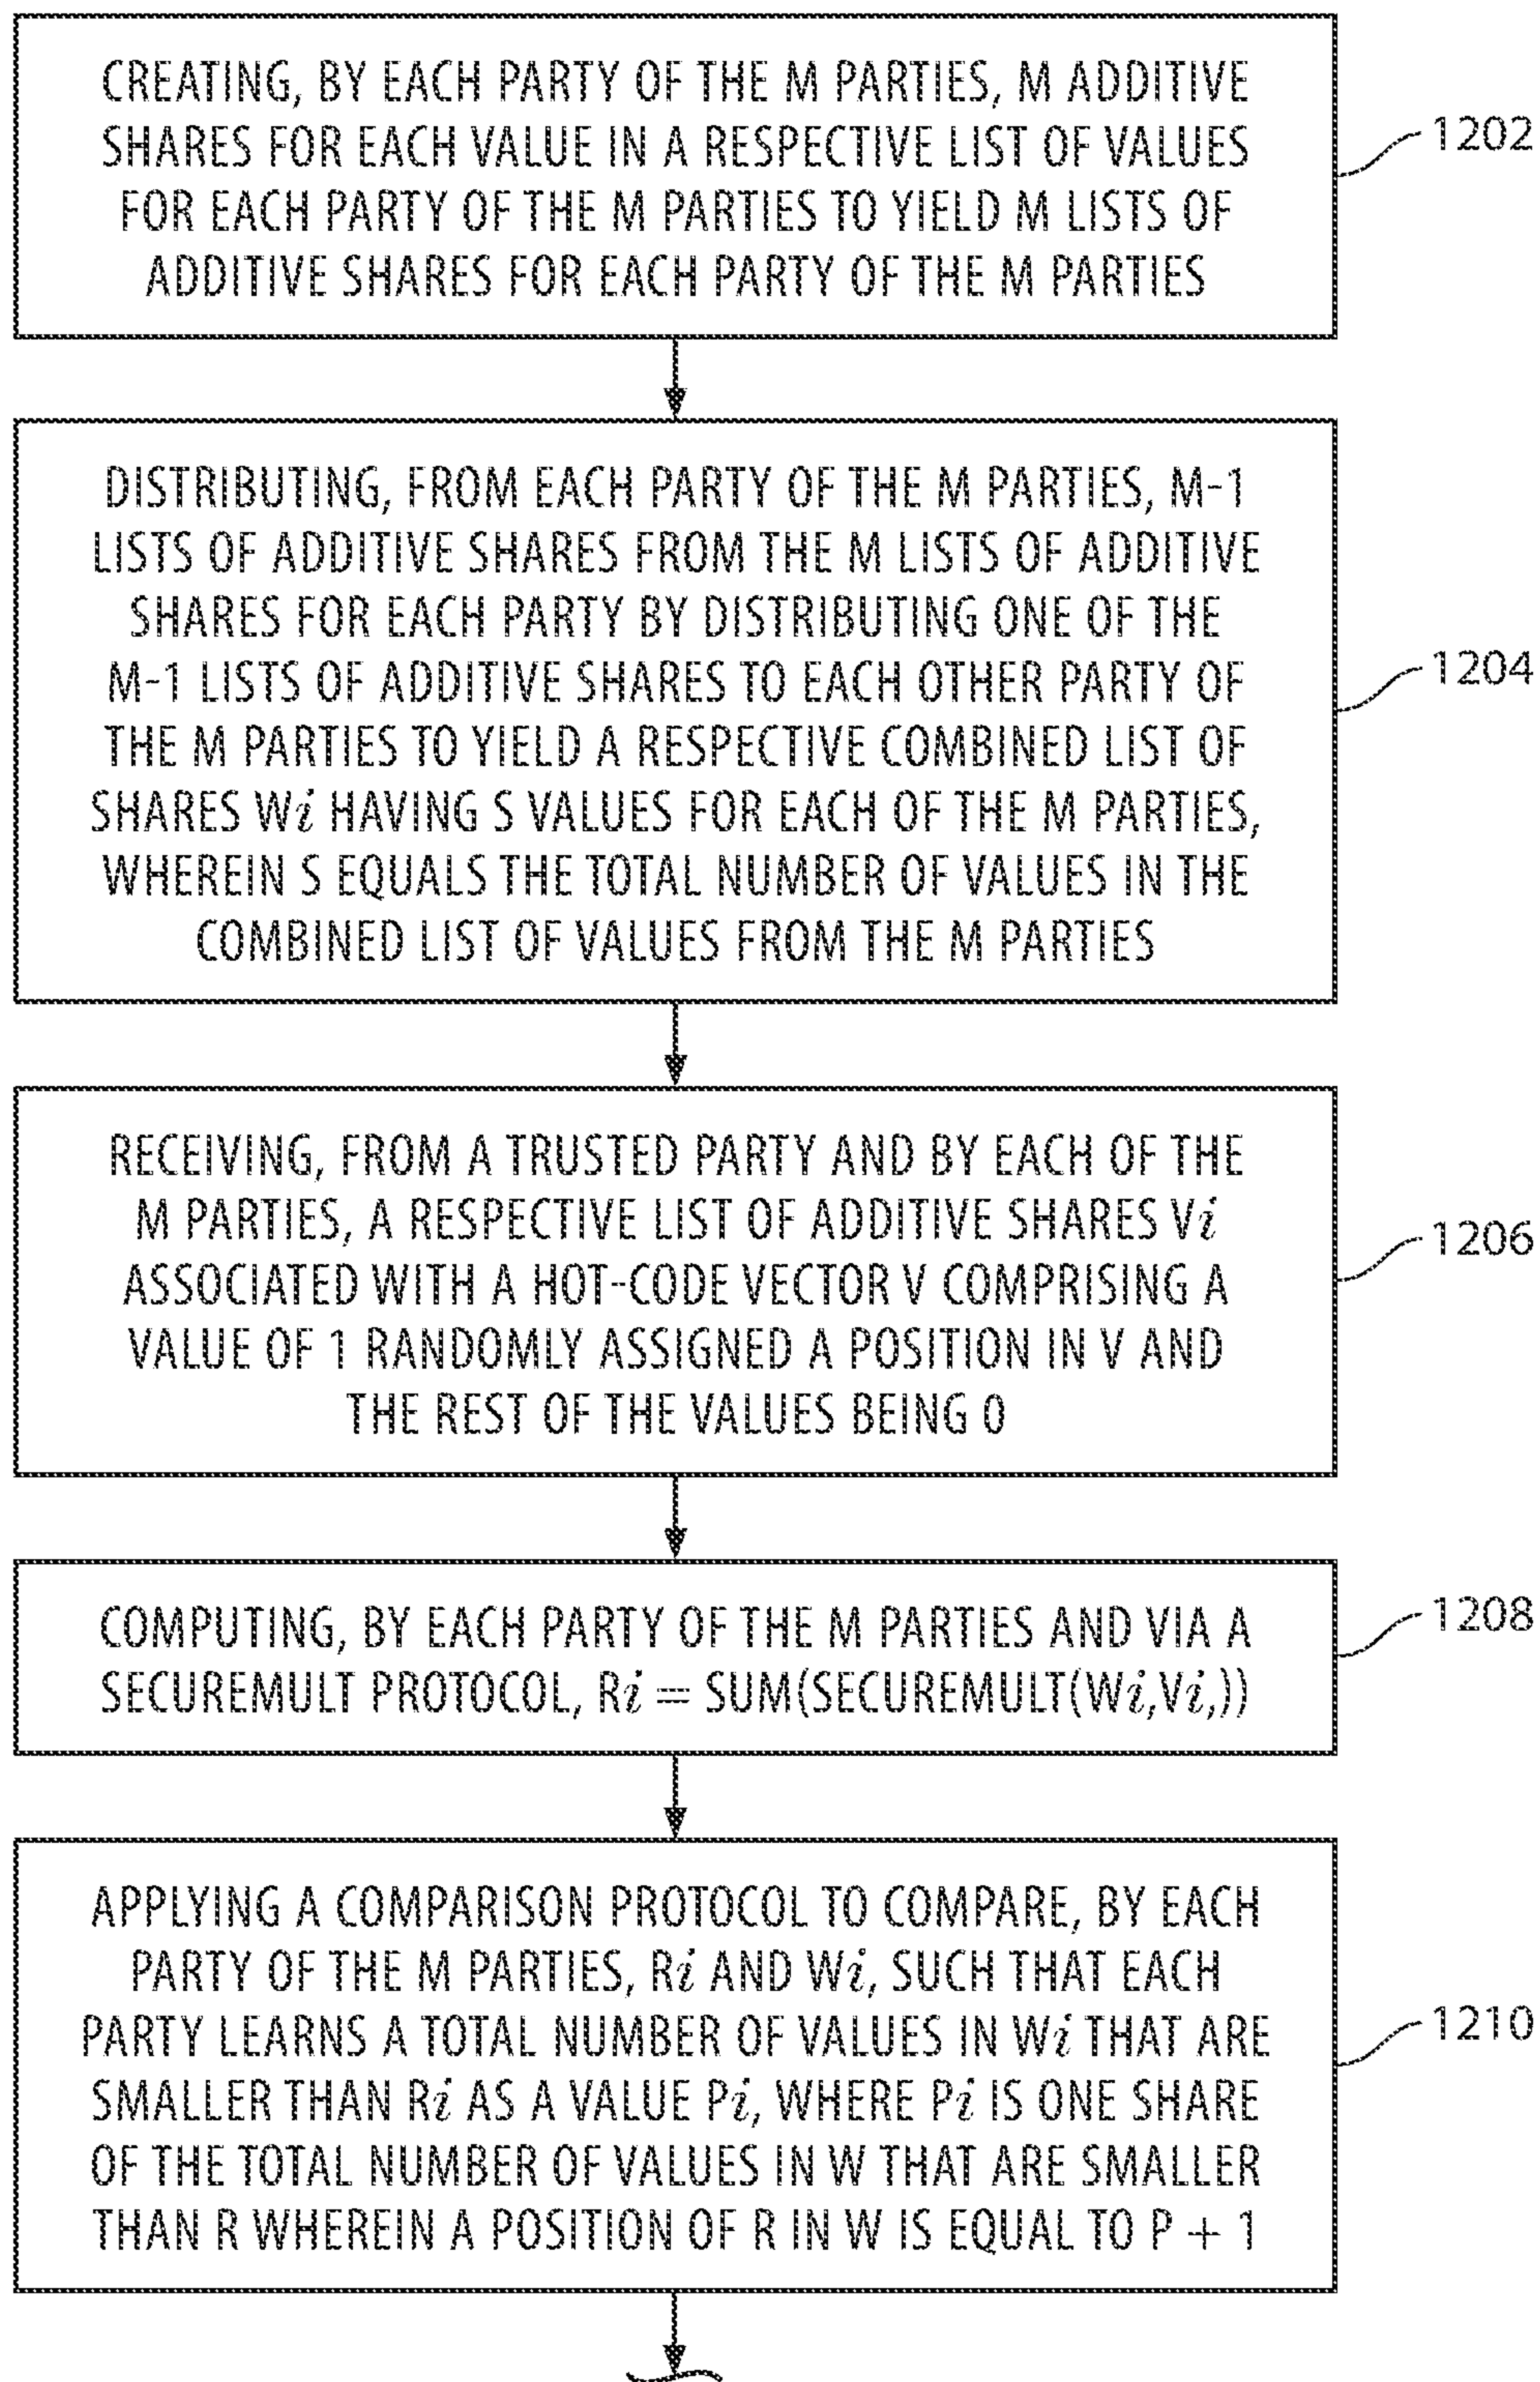 CREATING, BY EACH PARTY OF THE M PARTIES, M ADDITIVE
SHARES FOR EACH VALUE IN A RESPECTIVE LIST OF VALUES
FOR EACH PARTY OF THE M PARTIES TO YIELD M LISTS OF
ADDITIVE SHARES FOR EACH PARTY OF THE M PARTIES
1202
DISTRIBUTING, FROM EACH PARTY OF THE M PARTIES, M-1
LISTS OF ADDITIVE SHARES FROM THE M LISTS OF ADDITIVE
SHARES FOR EACH PARTY BY DISTRIBUTING ONE OF THE
M-1 LISTS OF ADDITIVE SHARES TO EACH OTHER PARTY OF
THE M PARTIES TO YIELD A RESPECTIVE COMBINED LIST OF
SHARES Wi HAVING S VALUES FOR EACH OF THE M PARTIES,
WHEREIN S EQUALS THE TOTAL NUMBER OF VALUES IN THE
COMBINED LIST OF VALUES FROM THE M PARTIES
1204
RECEIVING, FROM A TRUSTED PARTY AND BY EACH OF THE
M PARTIES, A RESPECTIVE LIST OF ADDITIVE SHARES Vi
ASSOCIATED WITH A HOT-CODE VECTOR V COMPRISING A
VALUE OF 1 RANDOMLY ASSIGNED A POSITION IN V AND
THE REST OF THE VALUES BEING 0
1206
COMPUTING, BY EACH PARTY OF THE M PARTIES AND VIA A
SECUREMULT PROTOCOL, Ri = SUM(SECUREMULT(Wi,Vi,))
1208
APPLYING A COMPARISON PROTOCOL TO COMPARE, BY EACH
PARTY OF THE M PARTIES, Ri AND Wi, SUCH THAT EACH
PARTY LEARNS A TOTAL NUMBER OF VALUES IN Wi THAT ARE
SMALLER THAN Ri AS A VALUE Pi, WHERE Pi IS ONE SHARE
OF THE TOTAL NUMBER OF VALUES IN W THAT ARE SMALLER
THAN R WHEREIN A POSITION OF R IN W IS EQUAL TO P + 1
1210